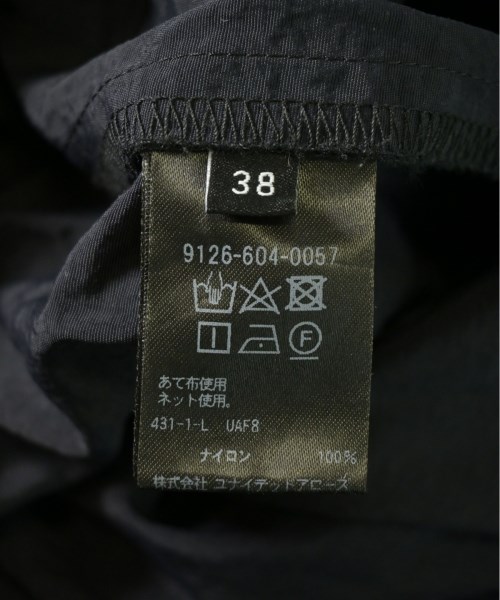 38
9126-604-0057
F
あて布使用
ネット使用。
431-1-L UAF8
ナイロン 100%
株式会社 ユナイテッドアローズ